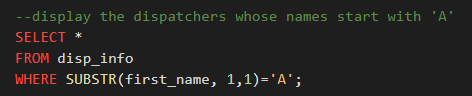 --display the dispatchers whose names start with 'A'
SELECT *
FROM disp_info
WHERE SUBSTR(first_name, 1,1)='A';